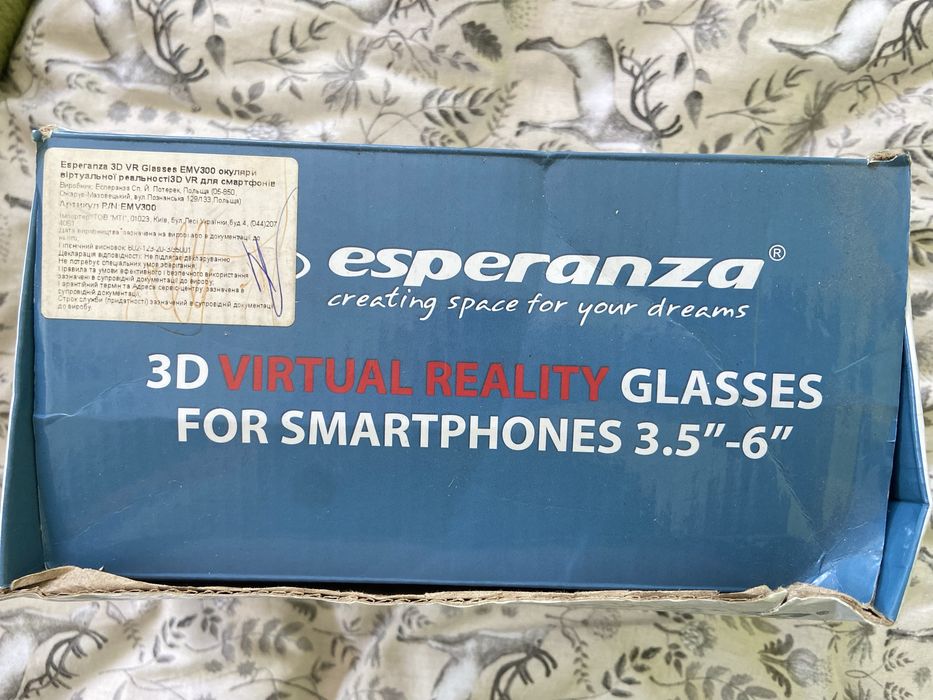 Esperanza 3D VR Glasses EMV300 окуляри
віртуальної реальності3D VR для смартфонів
Виробник: Есперанза Сп. Й. Потерек, Польща (05-850,
Ожарув-Мазовецький, вул.Познанська 129/133,Польща)
Артикул P/N EMV300
Імпортер:ТОВ "МТІ", 01023, Київ, бул.Лесі Українки,буд.4, (044)207
Дата виробництва зазначена на виробі або в документації до
Гігієнічний висновок
Декларація відповідності: Не підлягає декларуванню
Не потребує спеціальних умов зберігання
Правила та умови ефективного і безпечного використання
зазначені в супровідній документації до виробу.
Гарантійний термін та Адреса сервісцентру зазначена в
супровідній документації.
Строк служби (придатності) зазначений в супровідній документації
до виробу.
esperanza®
creating space for your dreams
3D VIRTUAL REALITY GLASSES
FOR SMARTPHONES 3.5"-6"